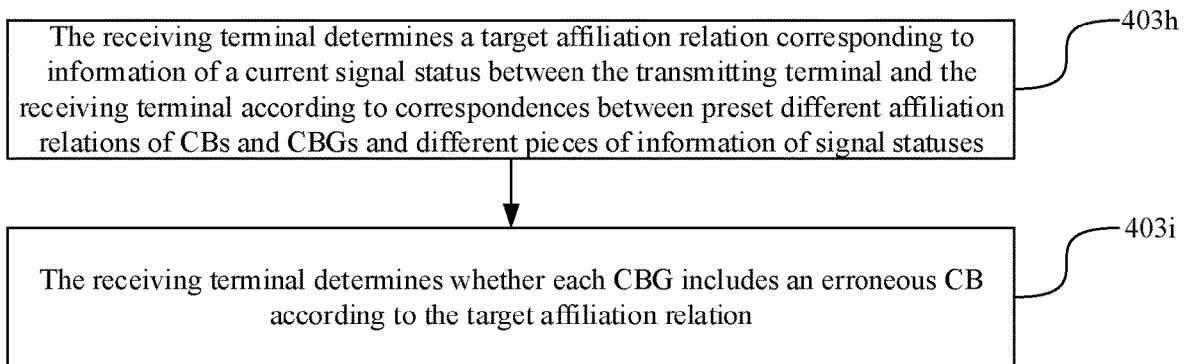 The receiving terminal determines a target affiliation relation corresponding to
information of a current signal status between the transmitting terminal and the
receiving terminal according to correspondences between preset different affiliation
relations of CBs and CBGs and different pieces of information of signal statuses
403h
The receiving terminal determines whether each CBG includes an erroneous CB
according to the target affiliation relation
403i